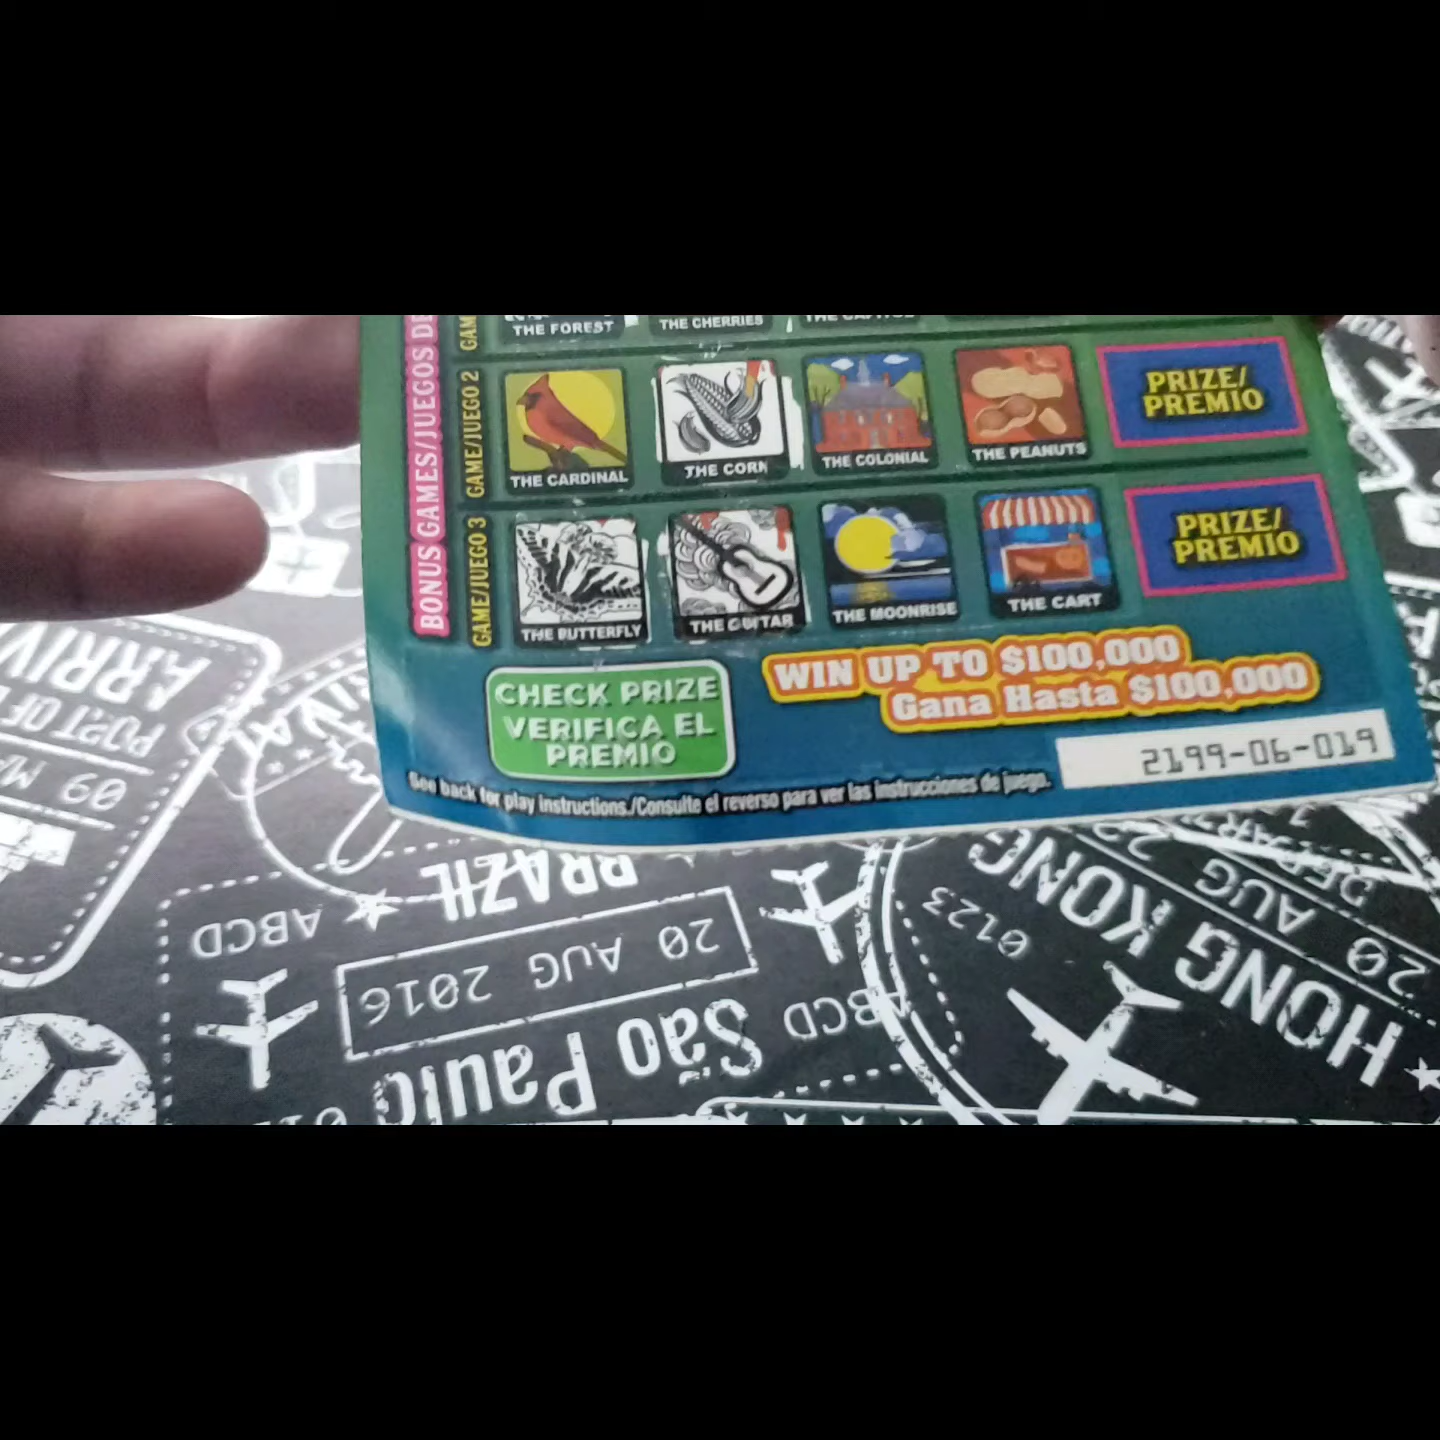 BONUS GAMES/JUEGOS DE
GAM
THE FOREST
THE CHERRIES
GAME/JUEGO 2
THE CARDINAL
THE CORN
THE COLONIAL
THE PEANUTS
PRIZE/
PREMIO
GAME/JUEGO 3
THE BUTTERFLY
THE GUITAR
THE MOONRISE
THE CART
PRIZE/
PREMIO
CHECK PRIZE
VERIFICA EL
PREMIO
WIN UP TO $100,000
Gana Hasta $100,000
2199-06-019
See back for play instructions./Consulte el reverso para ver las instrucciones de juego.
ARRIV
PORT OF
09 MA
BRAZIL
ABCD
20 AUG 2016
São Paulo
ABCD
0123
HONG KONG
20 AUG